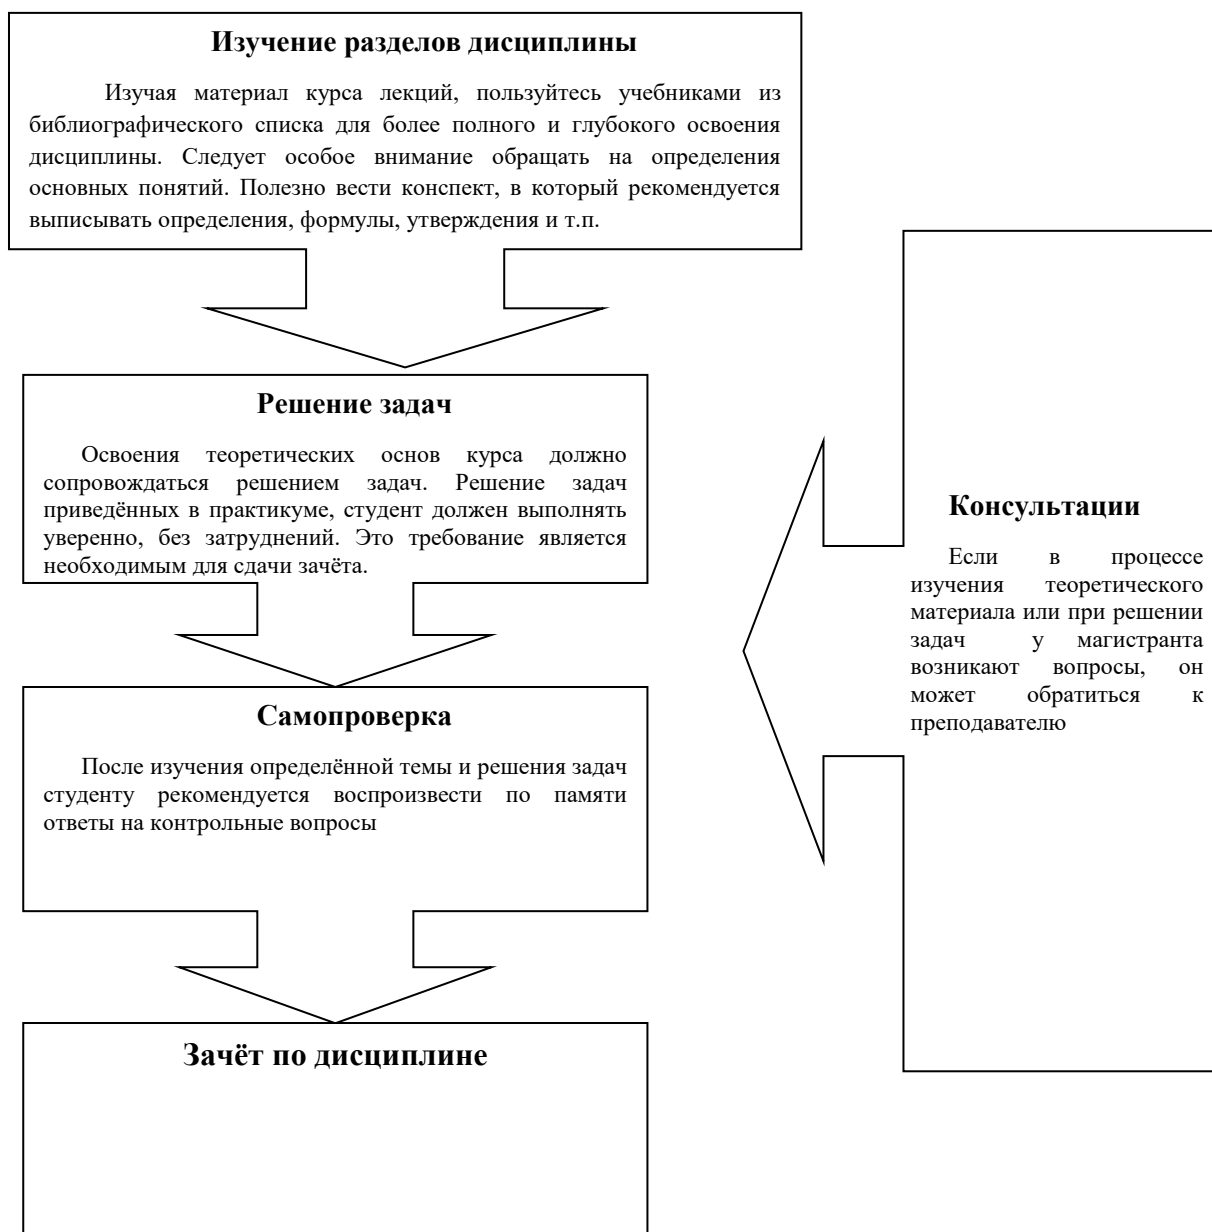 Изучение разделов дисциплины
Изучая материал курса лекций, пользуйтесь учебниками из
библиографического списка для более полного и глубокого освоения
дисциплины. Следует особое внимание обращать на определения
основных понятий. Полезно вести конспект, в который рекомендуется
выписывать определения, формулы, утверждения и т.п.
Решение задач
Освоения теоретических основ курса должно
сопровождаться решением задач. Решение задач
приведённых в практикуме, студент должен выполнять
уверенно, без затруднений. Это требование является
необходимым для сдачи зачёта.
Самопроверка
После изучения определённой темы и решения задач
студенту рекомендуется воспроизвести по памяти
ответы на контрольные вопросы
Зачёт по дисциплине
Консультации
Если в процессе
изучения теоретического
материала или при решении
задач у магистранта
возникают вопросы, он
может обратиться к
преподавателю